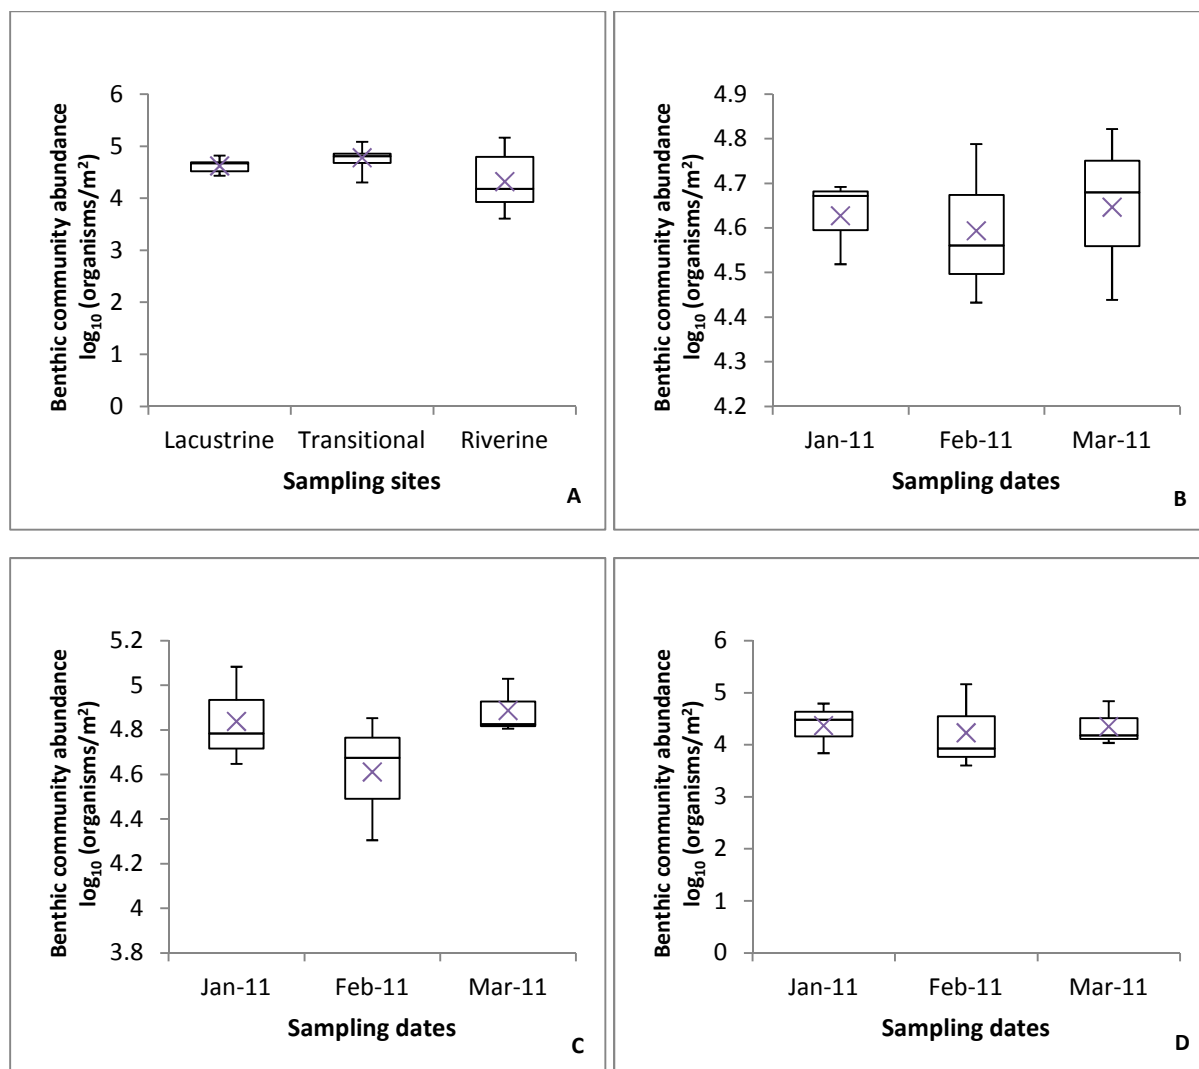 Benthic community abundance
log₁₀ (organisms/m²)
6
5
4
3
2
1
0
Lacustrine Transitional Riverine
Sampling sites
A
Benthic community abundance
log₁₀ (organisms/m²)
4.9
4.8
4.7
4.6
4.5
4.4
4.3
4.2
Jan-11 Feb-11 Mar-11
Sampling dates
B
Benthic community abundance
log₁₀ (organisms/m²)
5.2
5
4.8
4.6
4.4
4.2
4
3.8
Jan-11 Feb-11 Mar-11
Sampling dates
C
Benthic community abundance
log₁₀ (organisms/m²)
6
5
4
3
2
1
0
Jan-11 Feb-11 Mar-11
Sampling dates
D